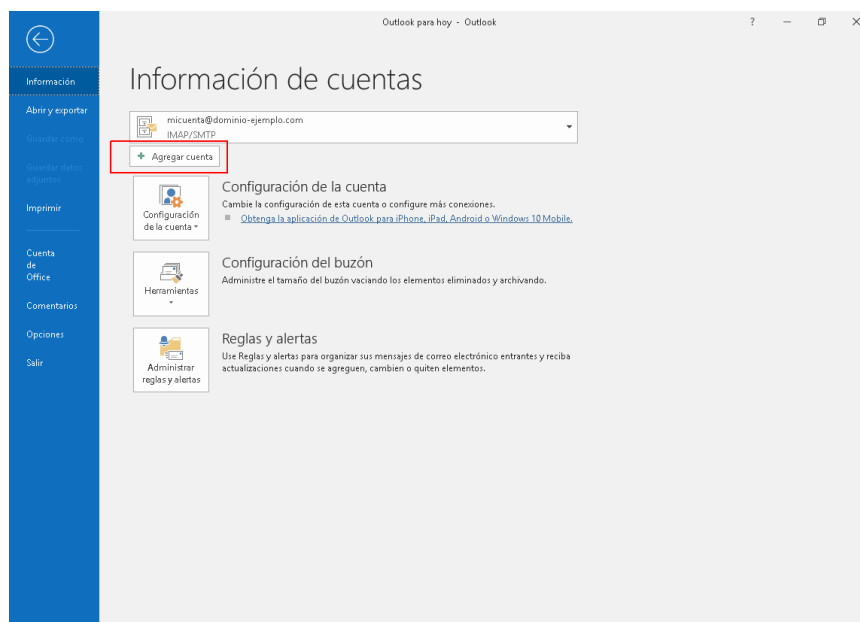 Outlook para hoy - Outlook
?
Información
Abrir y exportar
Guardar como
Guardar datos
adjuntos
Imprimir
Cuenta
de
Office
Comentarios
Opciones
Salir
Información de cuentas
micuenta@dominio-ejemplo.com
IMAP/SMTP
+ Agregar cuenta
Configuración
de la cuenta
Configuración de la cuenta
Cambie la configuración de esta cuenta o configure más conexiones.
Obtenga la aplicación de Outlook para iPhone, iPad, Android o Windows 10 Mobile.
Herramientas
Configuración del buzón
Administre el tamaño del buzón vaciando los elementos eliminados y archivando.
Administrar
reglas y alertas
Reglas y alertas
Use Reglas y alertas para organizar sus mensajes de correo electrónico entrantes y reciba
actualizaciones cuando se agreguen, cambien o quiten elementos.